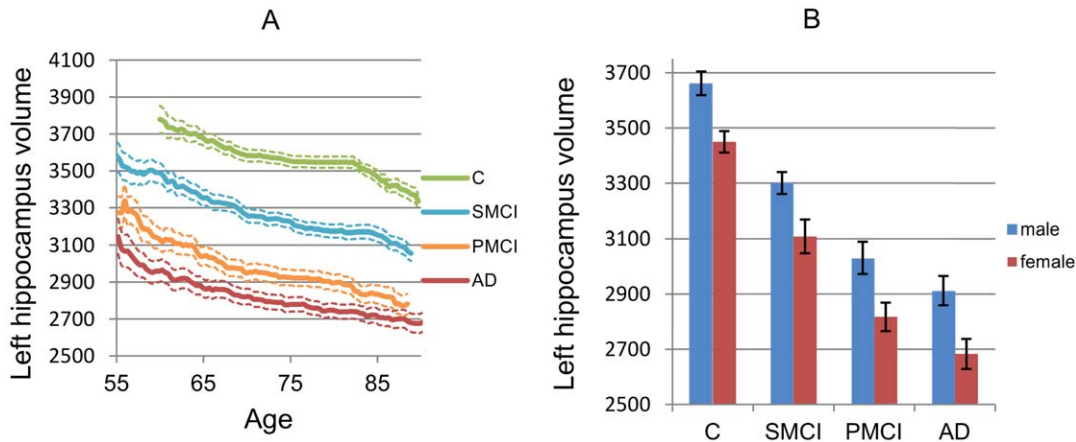 A
Left hippocampus volume
4100
3900
3700
3500
3300
3100
2900
2700
2500
55 65 75 85
Age
C
SMCI
PMCI
AD
B
Left hippocampus volume
3700
3500
3300
3100
2900
2700
2500
C SMCI PMCI AD
male
female